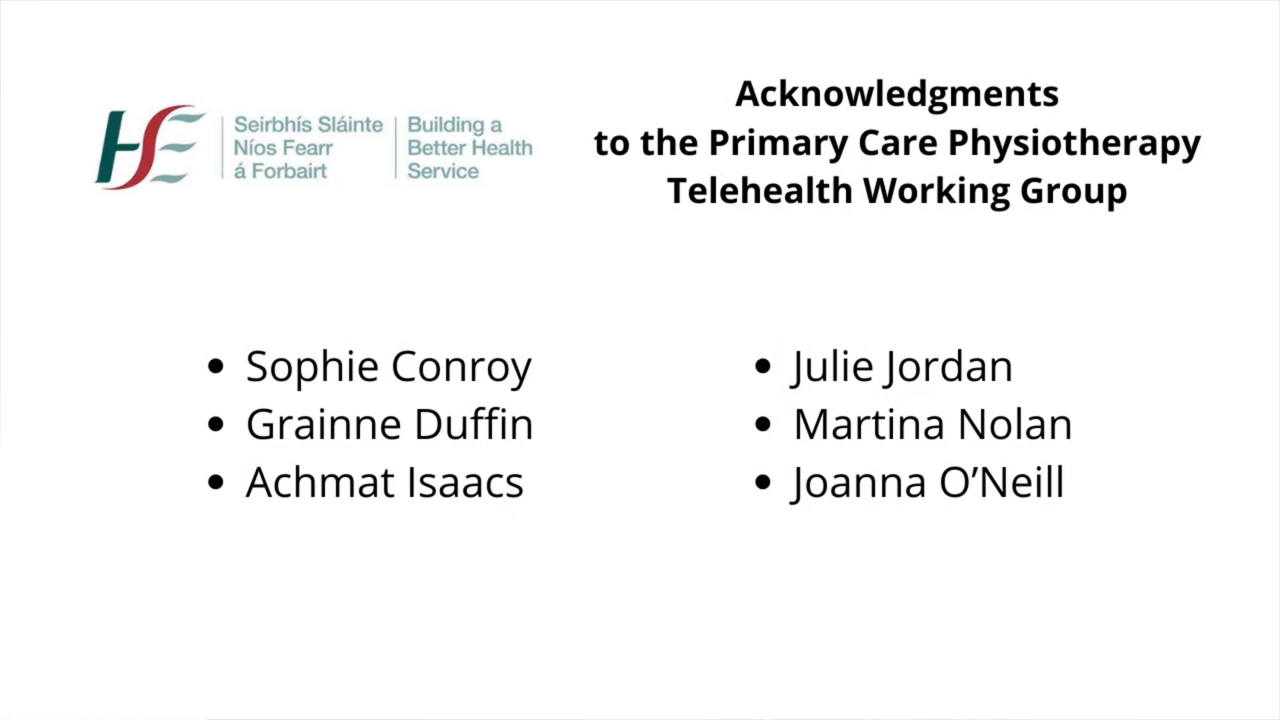 HSE
Seirbhís Sláinte
Níos Fearr
á Forbairt
Building a
Better Health
Service
Acknowledgments
to the Primary Care Physiotherapy
Telehealth Working Group
• Sophie Conroy
• Grainne Duffin
• Achmat Isaacs
• Julie Jordan
• Martina Nolan
• Joanna O’Neill